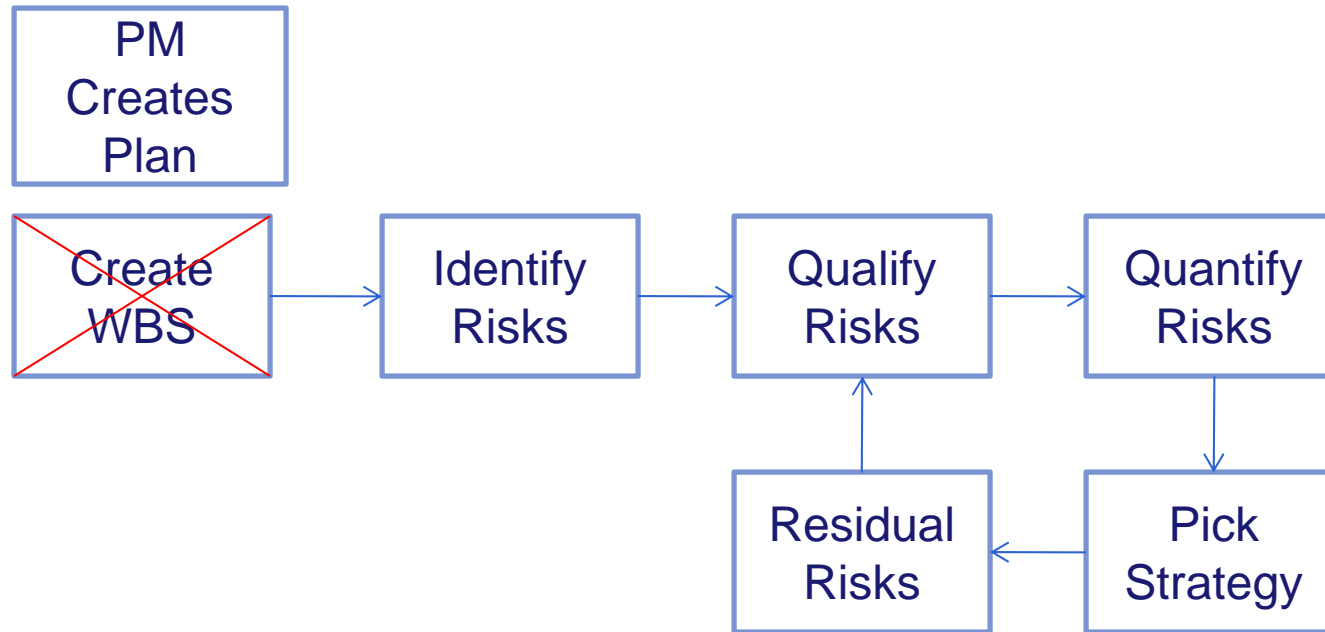 PM
Creates
Plan
Create
WBS
Identify
Risks
Qualify
Risks
Quantify
Risks
Residual
Risks
Pick
Strategy